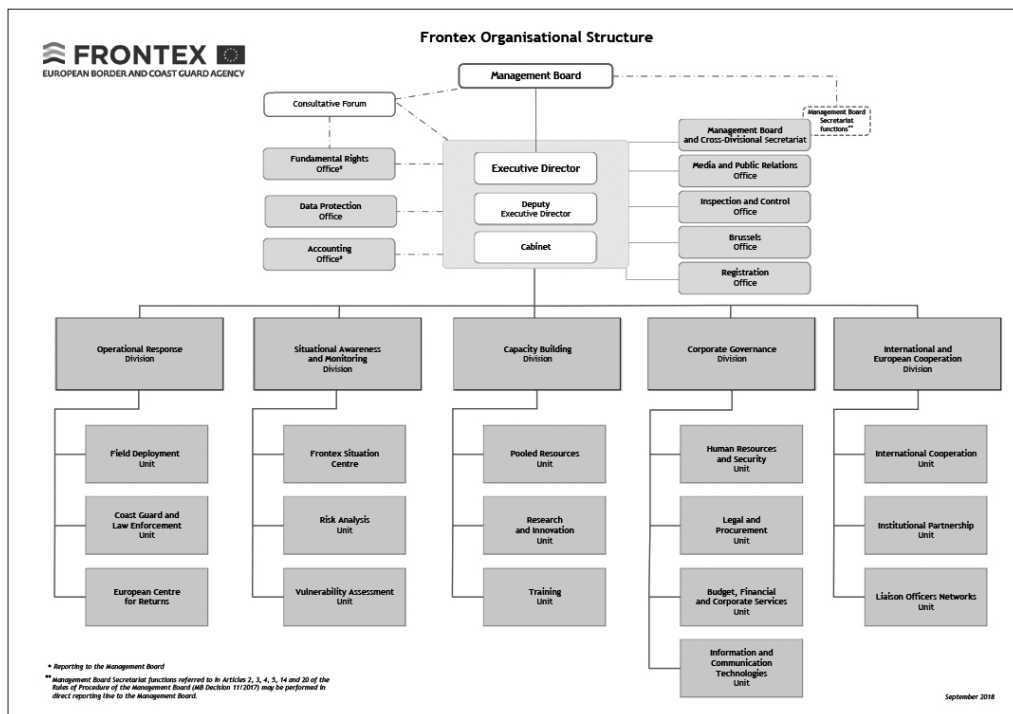 Frontex Organisational Structure
FRONTEX
EUROPEAN BORDER AND COAST GUARD AGENCY
Management Board
Consultative Forum
Management Board
Secretariat
functions**
Management Board
and Cross-Divisional Secretariat
Fundamental Rights
Office*
Executive Director
Media and Public Relations
Office
Data Protection
Office
Deputy
Executive Director
Inspection and Control
Office
Accounting
Office*
Cabinet
Brussels
Office
Registration
Office
Operational Response
Division
Situational Awareness
and Monitoring
Division
Capacity Building
Division
Corporate Governance
Division
International and
European Cooperation
Division
Field Deployment
Unit
Frontex Situation
Centre
Pooled Resources
Unit
Human Resources
and Security
Unit
International Cooperation
Unit
Coast Guard and
Law Enforcement
Unit
Risk Analysis
Unit
Research
and Innovation
Unit
Legal and
Procurement
Unit
Institutional Partnership
Unit
European Centre
for Returns
Vulnerability Assessment
Unit
Training
Unit
Budget, Financial
and Corporate Services
Unit
Liaison Officers Networks
Unit
Information and
Communication
Technologies
Unit
* Reporting to the Management Board
** Management Board Secretariat functions referred to in Articles 2, 3, 4, 5, 14 and 20 of the
Rules of Procedure of the Management Board (MB Decision 11/2017) may be performed in
direct reporting line to the Management Board.
September 2018